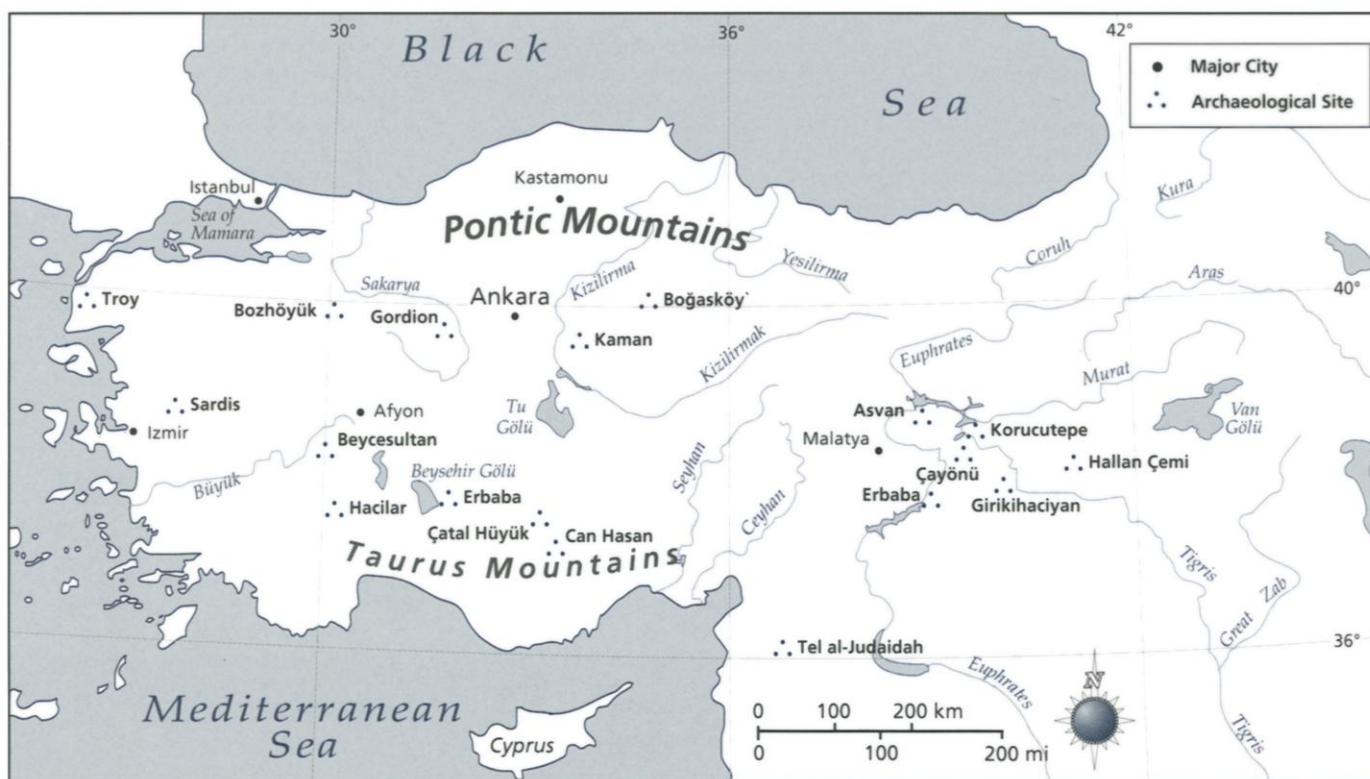 30°
36°
42°
Black
Sea
Major City
Archaeological Site
Istanbul
Sea of
Mamara
Kastamonu
Pontic Mountains
Kura
Coruh
Yesilirma
Aras
40°
Troy
Bozhöyük
Sakarya
Gordion
Ankara
Kizilirma
Boğasköy`
Kaman
Kizilirmak
Euphrates
Murat
Sardis
Izmir
Afyon
Tu
Gölü
Asvan
Van
Gölü
Beycesultan
Malatya
Korucutepe
Büyük
Beysehir Gölü
Seyhan
Çayönü
Hallan Çemi
Hacilar
Erbaba
Ceyhan
Erbaba
Girikihaciyan
Çatal Hüyük
Can Hasan
Taurus Mountains
Tigris
Great Zab
36°
Tel al-Judaidah
Euphrates
N
Mediterranean
Sea
Cyprus
0 100 200 km
0 100 200 mi
Tigris